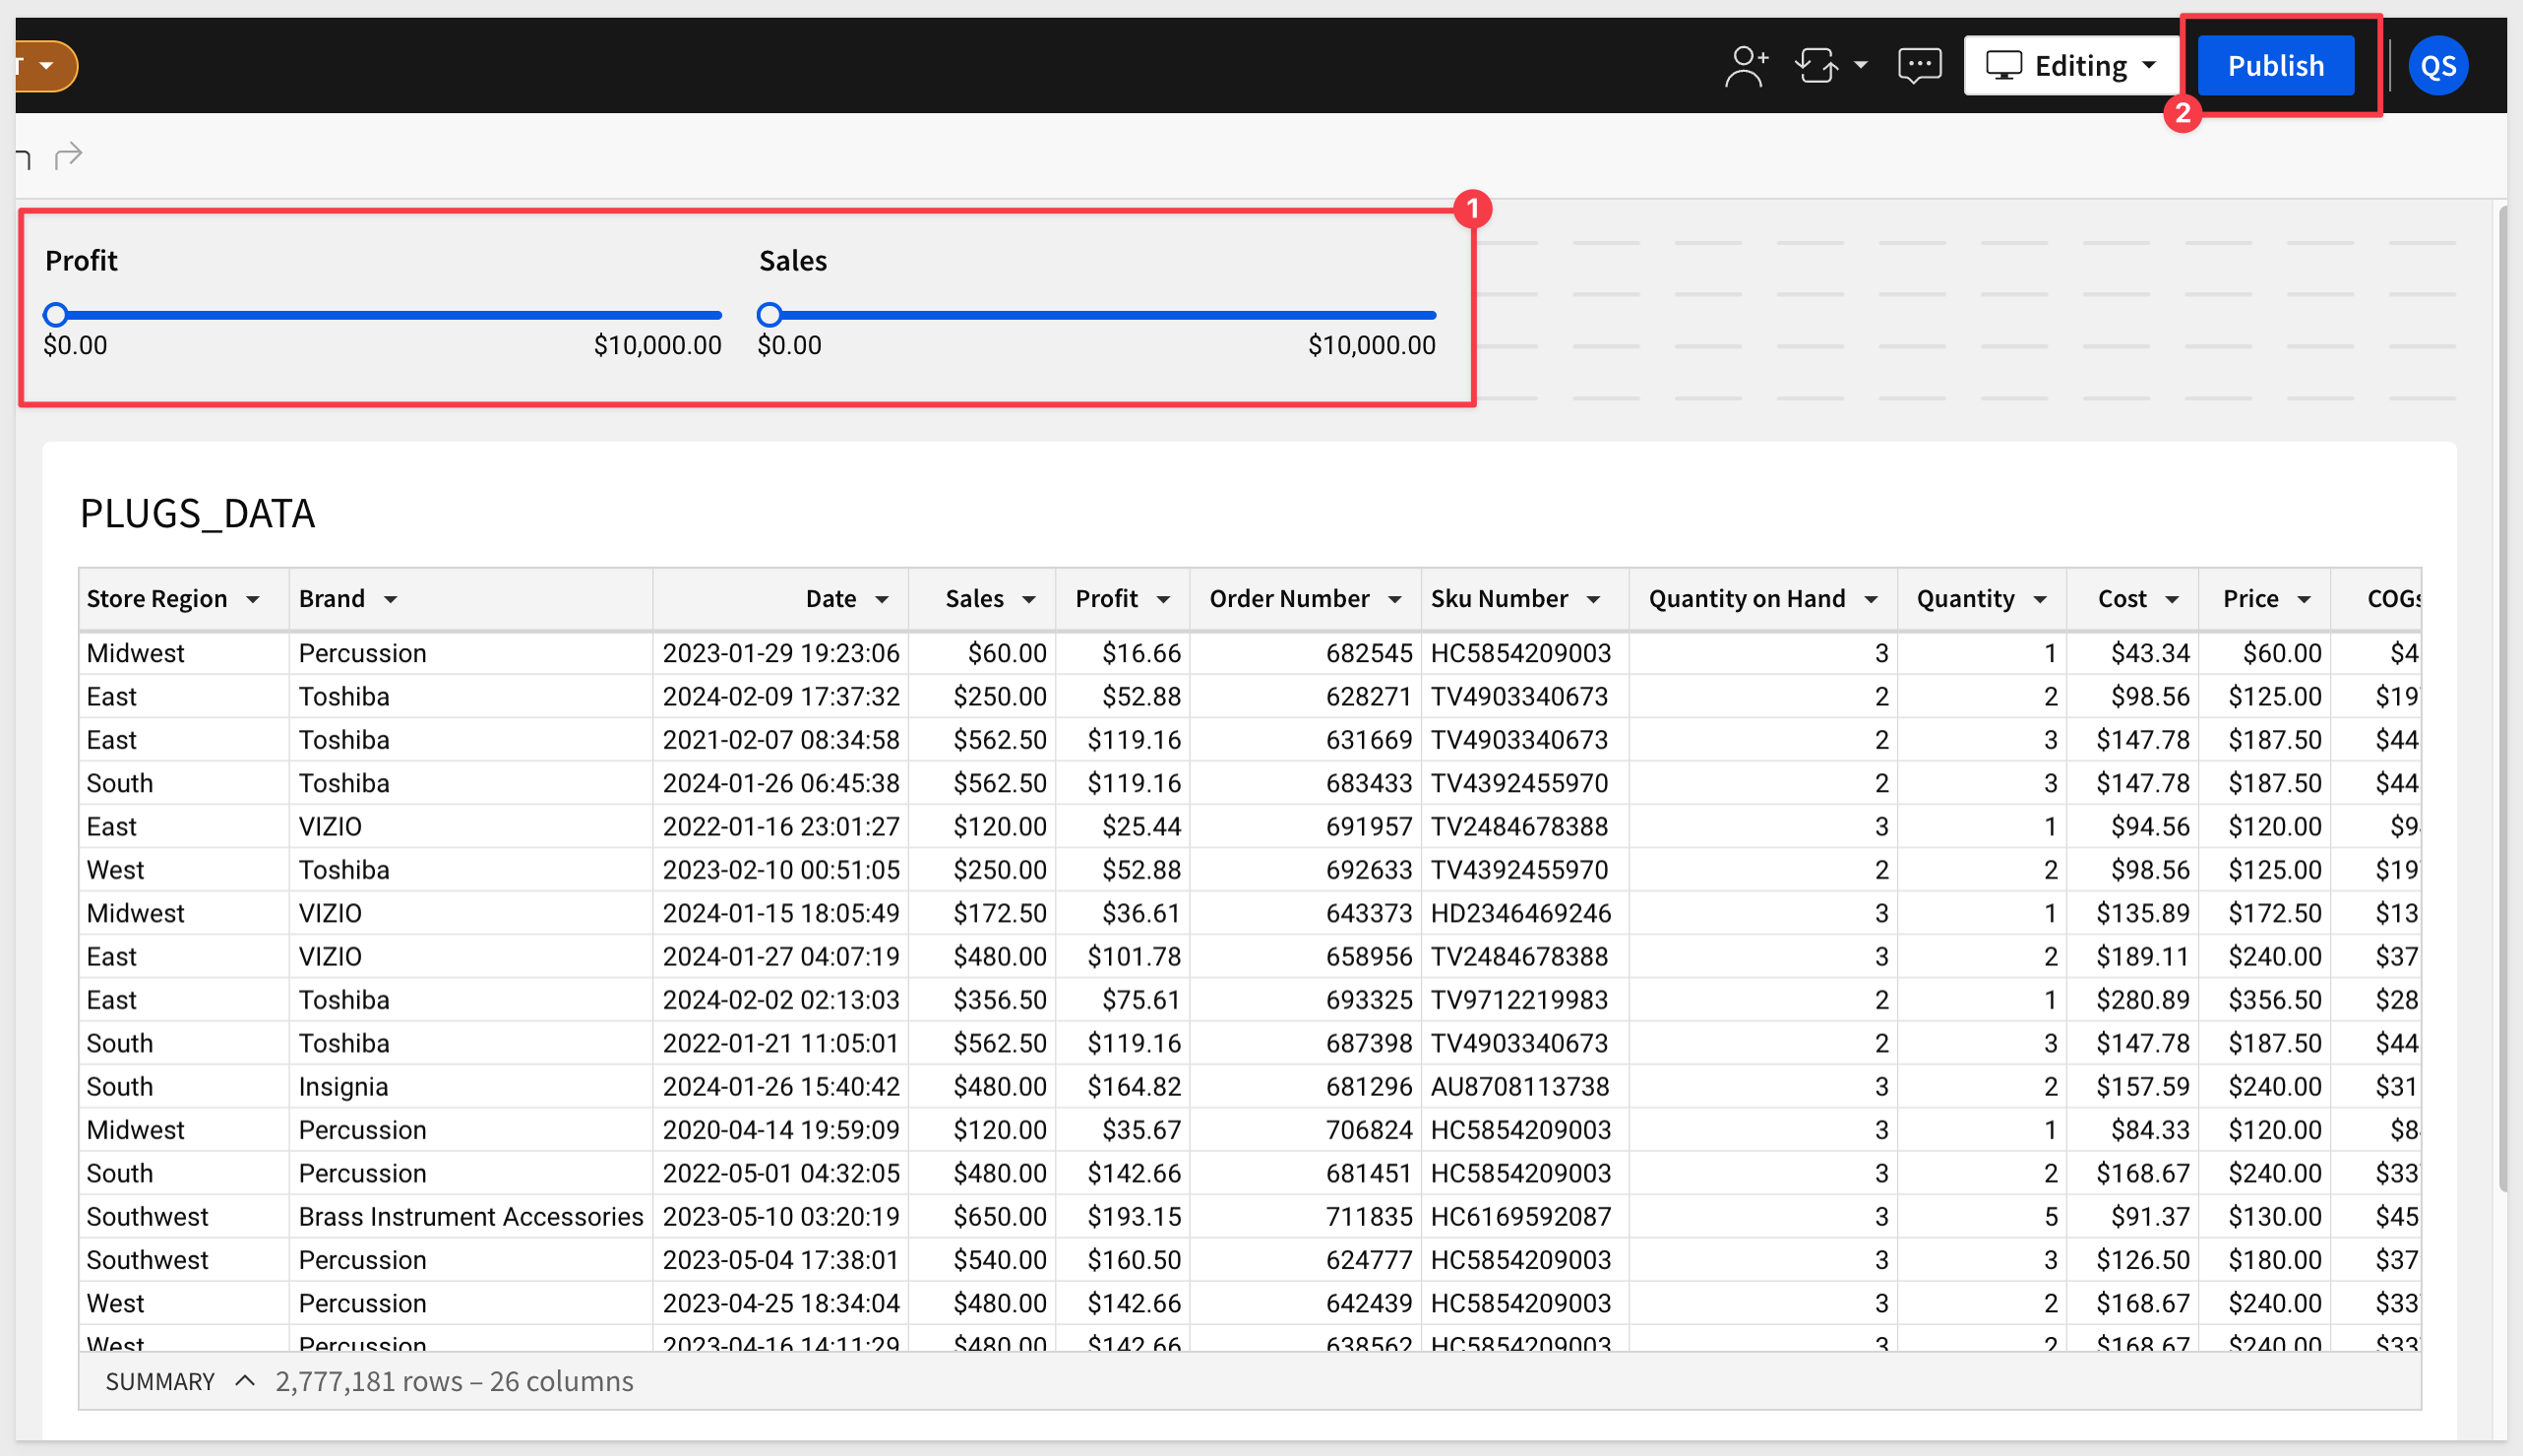 T
Editing
Publish
QS
2
1
Profit
Sales
$0.00 $10,000.00
$0.00 $10,000.00
PLUGS_DATA
Store Region Brand Date Sales Profit Order Number Sku Number Quantity on Hand Quantity Cost Price COGs
Midwest Percussion 2023-01-29 19:23:06 $60.00 $16.66 682545 HC5854209003 3 1 $43.34 $60.00 $4
East Toshiba 2024-02-09 17:37:32 $250.00 $52.88 628271 TV4903340673 2 2 $98.56 $125.00 $19
East Toshiba 2021-02-07 08:34:58 $562.50 $119.16 631669 TV4903340673 2 3 $147.78 $187.50 $44
South Toshiba 2024-01-26 06:45:38 $562.50 $119.16 683433 TV4392455970 2 3 $147.78 $187.50 $44
East VIZIO 2022-01-16 23:01:27 $120.00 $25.44 691957 TV2484678388 3 1 $94.56 $120.00 $9
West Toshiba 2023-02-10 00:51:05 $250.00 $52.88 692633 TV4392455970 2 2 $98.56 $125.00 $19
Midwest VIZIO 2024-01-15 18:05:49 $172.50 $36.61 643373 HD2346469246 3 1 $135.89 $172.50 $13
East VIZIO 2024-01-27 04:07:19 $480.00 $101.78 658956 TV2484678388 3 2 $189.11 $240.00 $37
East Toshiba 2024-02-02 02:13:03 $356.50 $75.61 693325 TV9712219983 2 1 $280.89 $356.50 $28
South Toshiba 2022-01-21 11:05:01 $562.50 $119.16 687398 TV4903340673 2 3 $147.78 $187.50 $44
South Insignia 2024-01-26 15:40:42 $480.00 $164.82 681296 AU8708113738 3 2 $157.59 $240.00 $31
Midwest Percussion 2020-04-14 19:59:09 $120.00 $35.67 706824 HC5854209003 3 1 $84.33 $120.00 $8
South Percussion 2022-05-01 04:32:05 $480.00 $142.66 681451 HC5854209003 3 2 $168.67 $240.00 $33
Southwest Brass Instrument Accessories 2023-05-10 03:20:19 $650.00 $193.15 711835 HC6169592087 3 5 $91.37 $130.00 $45
Southwest Percussion 2023-05-04 17:38:01 $540.00 $160.50 624777 HC5854209003 3 3 $126.50 $180.00 $37
West Percussion 2023-04-25 18:34:04 $480.00 $142.66 642439 HC5854209003 3 2 $168.67 $240.00 $33
West Percussion 2023-04-16 14:11:29 $480.00 $142.66 638562 HC5854209003 3 2 $168.67 $240.00 $33
SUMMARY 2,777,181 rows – 26 columns